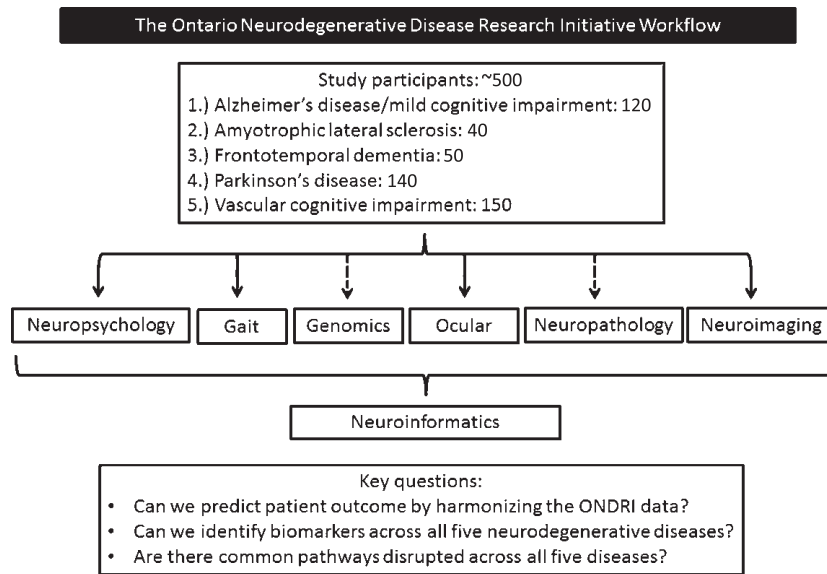 The Ontario Neurodegenerative Disease Research Initiative Workflow
Study participants: ~500
1.) Alzheimer's disease/mild cognitive impairment: 120
2.) Amyotrophic lateral sclerosis: 40
3.) Frontotemporal dementia: 50
4.) Parkinson's disease: 140
5.) Vascular cognitive impairment: 150
Neuropsychology
Gait
Genomics
Ocular
Neuropathology
Neuroimaging
Neuroinformatics
Key questions:
• Can we predict patient outcome by harmonizing the ONDRI data?
• Can we identify biomarkers across all five neurodegenerative diseases?
• Are there common pathways disrupted across all five diseases?